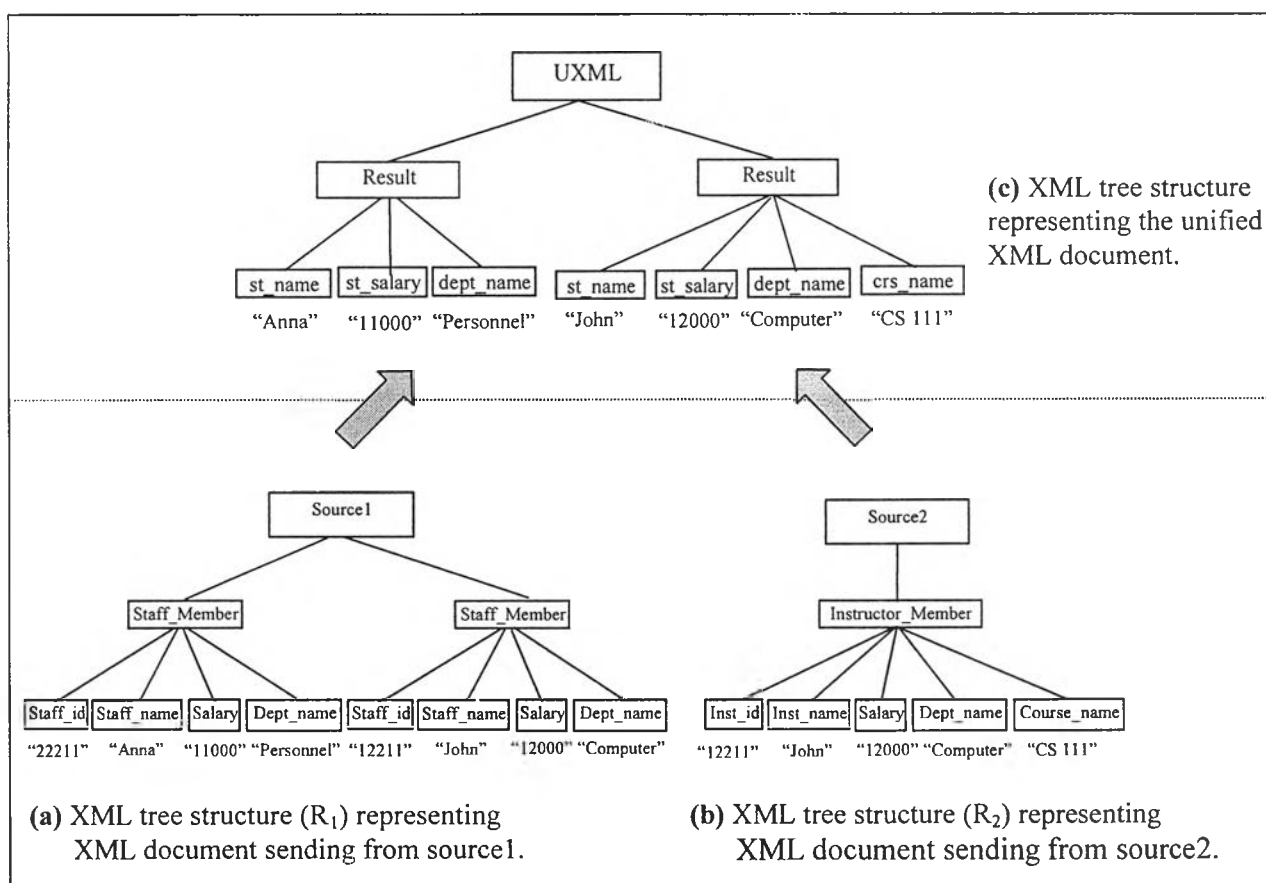 UXML
Result
Result
(c) XML tree structure
representing the unified
XML document.
st_name st_salary dept_name st_name st_salary dept_name crs_name
“Anna” “11000” “Personnel” “John” “12000” “Computer” “CS 111”
Source1
Source2
Staff_Member
Staff_Member
Instructor_Member
Staff_id Staff_name Salary Dept_name Staff_id Staff_name Salary Dept_name
“22211” “Anna” “11000” “Personnel” “12211” “John” “12000” “Computer”
Inst_id Inst_name Salary Dept_name Course_name
“12211” “John” “12000” “Computer” “CS 111”
(a) XML tree structure (R₁) representing
XML document sending from source1.
(b) XML tree structure (R₂) representing
XML document sending from source2.